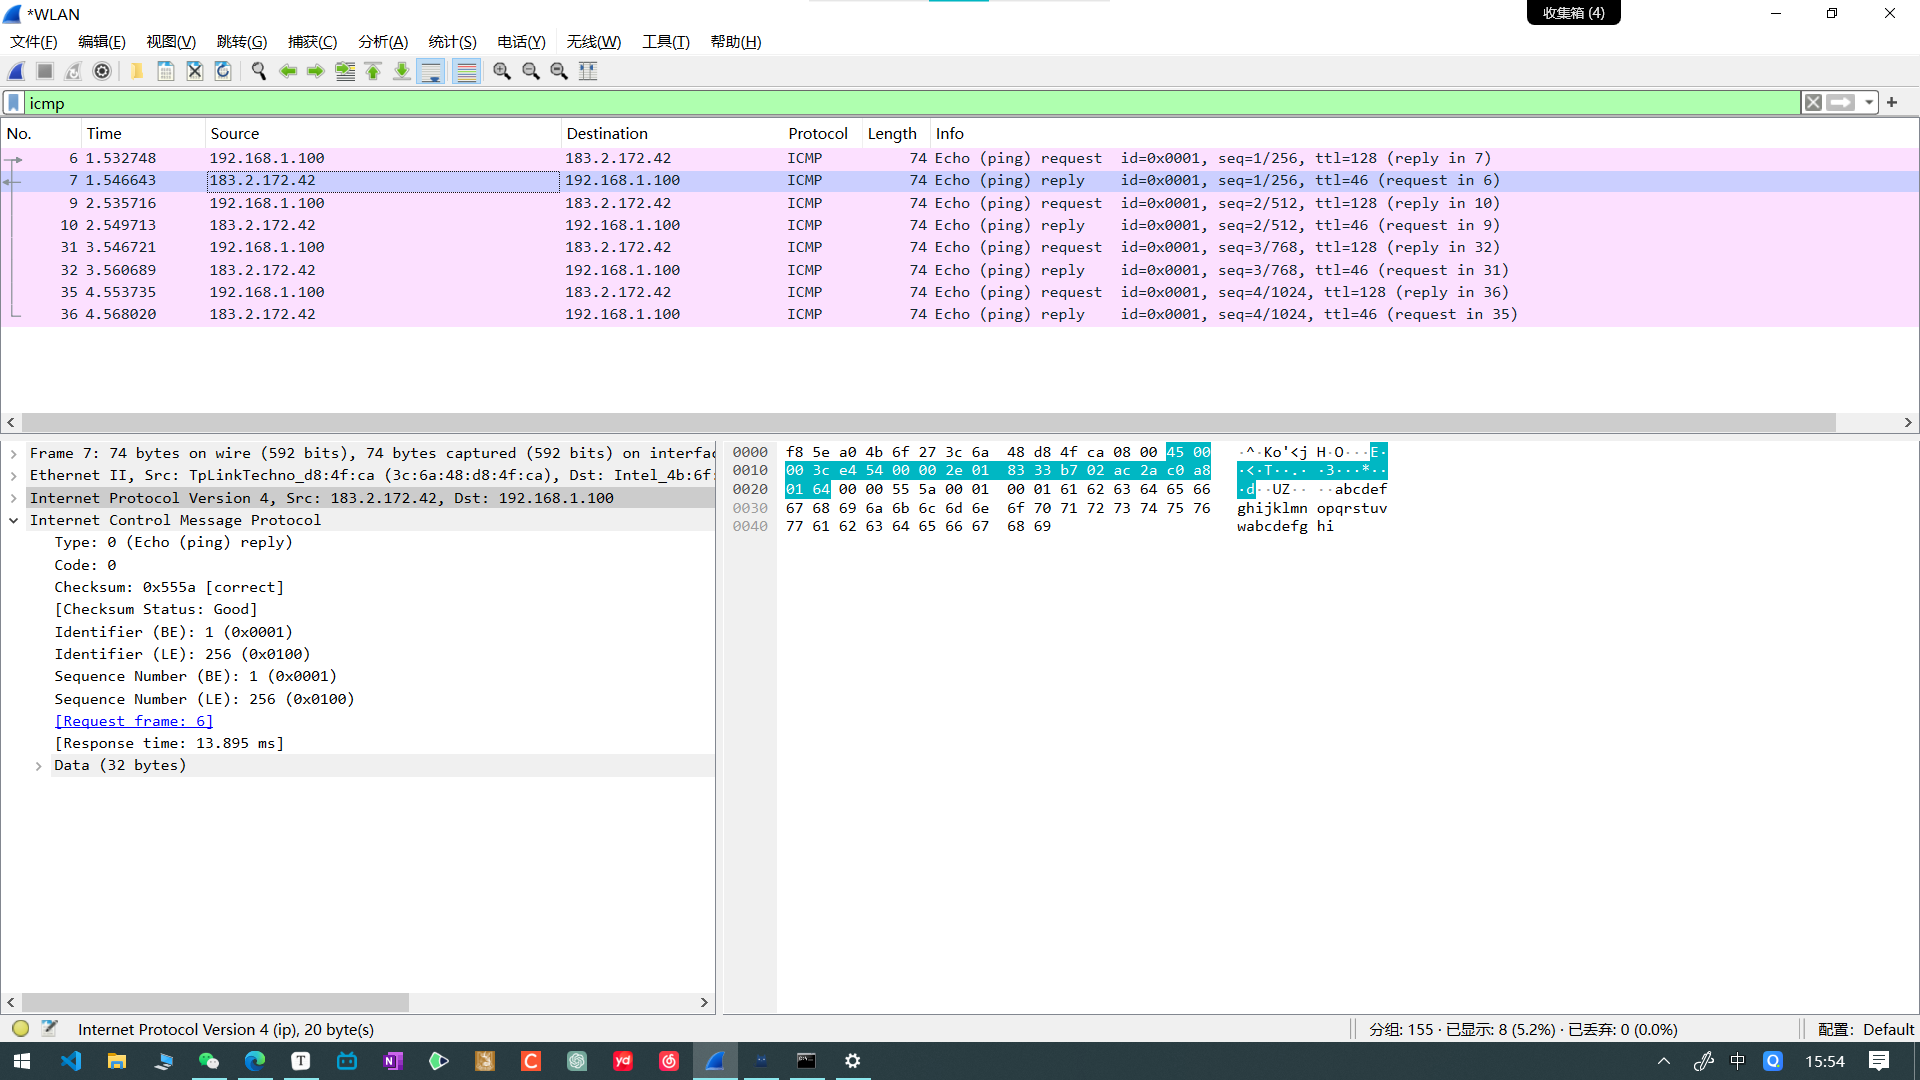 *WLAN
收集箱 (4)
文件(F) 编辑(E) 视图(V) 跳转(G) 捕获(C) 分析(A) 统计(S) 电话(Y) 无线(W) 工具(T) 帮助(H)
icmp
No. Time Source Destination Protocol Length Info
6 1.532748 192.168.1.100 183.2.172.42 ICMP 74 Echo (ping) request id=0x0001, seq=1/256, ttl=128 (reply in 7)
7 1.546643 183.2.172.42 192.168.1.100 ICMP 74 Echo (ping) reply id=0x0001, seq=1/256, ttl=46 (request in 6)
9 2.535716 192.168.1.100 183.2.172.42 ICMP 74 Echo (ping) request id=0x0001, seq=2/512, ttl=128 (reply in 10)
10 2.549713 183.2.172.42 192.168.1.100 ICMP 74 Echo (ping) reply id=0x0001, seq=2/512, ttl=46 (request in 9)
31 3.546721 192.168.1.100 183.2.172.42 ICMP 74 Echo (ping) request id=0x0001, seq=3/768, ttl=128 (reply in 32)
32 3.560689 183.2.172.42 192.168.1.100 ICMP 74 Echo (ping) reply id=0x0001, seq=3/768, ttl=46 (request in 31)
35 4.553735 192.168.1.100 183.2.172.42 ICMP 74 Echo (ping) request id=0x0001, seq=4/1024, ttl=128 (reply in 36)
36 4.568020 183.2.172.42 192.168.1.100 ICMP 74 Echo (ping) reply id=0x0001, seq=4/1024, ttl=46 (request in 35)
Frame 7: 74 bytes on wire (592 bits), 74 bytes captured (592 bits) on interfac
Ethernet II, Src: TpLinkTechno_d8:4f:ca (3c:6a:48:d8:4f:ca), Dst: Intel_4b:6f:
Internet Protocol Version 4, Src: 183.2.172.42, Dst: 192.168.1.100
Internet Control Message Protocol
Type: 0 (Echo (ping) reply)
Code: 0
Checksum: 0x555a [correct]
[Checksum Status: Good]
Identifier (BE): 1 (0x0001)
Identifier (LE): 256 (0x0100)
Sequence Number (BE): 1 (0x0001)
Sequence Number (LE): 256 (0x0100)
[Request frame: 6]
[Response time: 13.895 ms]
Data (32 bytes)
0000 f8 5e a0 4b 6f 27 3c 6a 48 d8 4f ca 08 00 45 00 ·^·Ko'<j H·O···E·
0010 00 3c e4 54 00 00 2e 01 83 33 b7 02 ac 2a c0 a8 ·<·T··.· ·3···*··
0020 01 64 00 00 55 5a 00 01 00 01 61 62 63 64 65 66 ·d··UZ·· ··abcdef
0030 67 68 69 6a 6b 6c 6d 6e 6f 70 71 72 73 74 75 76 ghijklmn opqrstuv
0040 77 61 62 63 64 65 66 67 68 69 wabcdefg hi
Internet Protocol Version 4 (ip), 20 byte(s)
分组: 155 · 已显示: 8 (5.2%) · 已丢弃: 0 (0.0%)
配置: Default
中
15:54